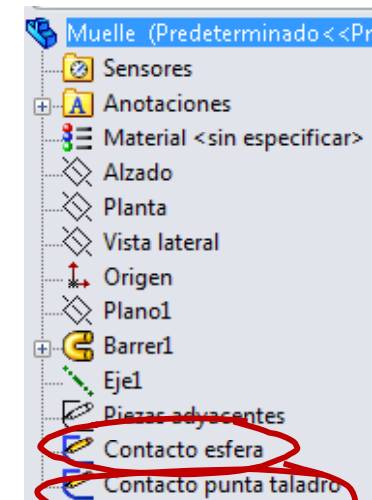 Muelle (Predeterminado<<Pr
Sensores
A Anotaciones
Material <sin especificar>
Alzado
Planta
Vista lateral
Origen
Plano1
Barrer1
Eje1
Piezas adyacentes
Contacto esfera
Contacto punta taladro